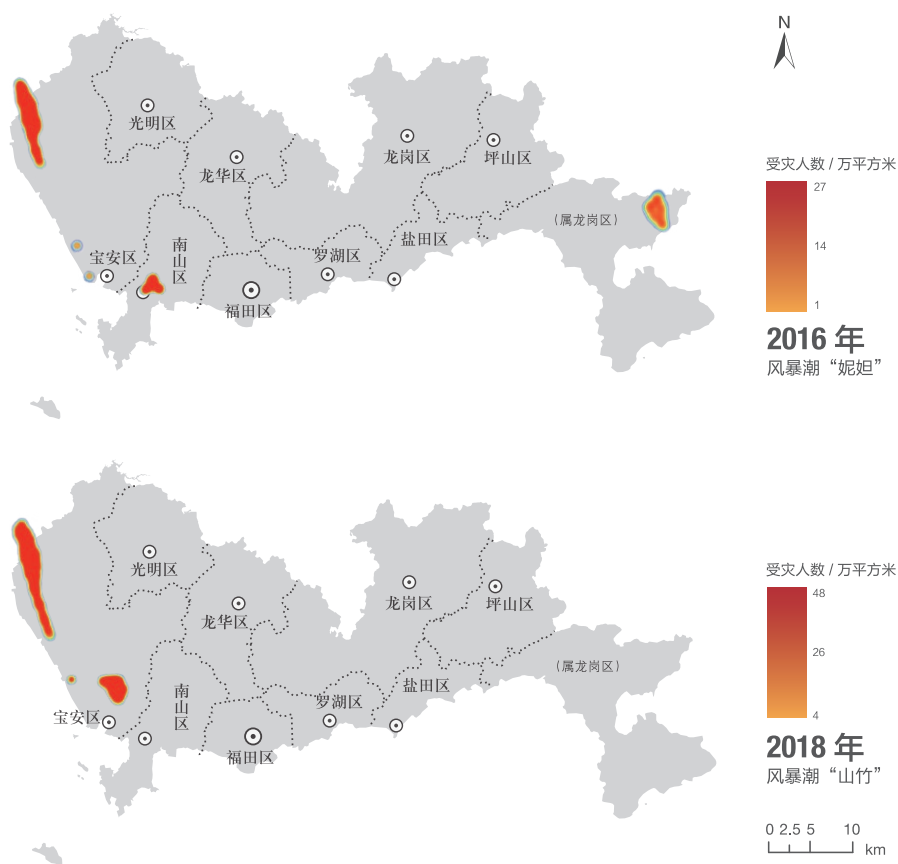 N
光明区
龙华区
龙岗区
坪山区
(属龙岗区)
南山区
宝安区
罗湖区
盐田区
福田区
受灾人数 / 万平方米
27
14
1
2016 年
风暴潮“妮妲”
光明区
龙华区
龙岗区
坪山区
(属龙岗区)
南山区
宝安区
罗湖区
盐田区
福田区
受灾人数 / 万平方米
48
26
4
2018 年
风暴潮“山竹”
0 2.5 5 10
km